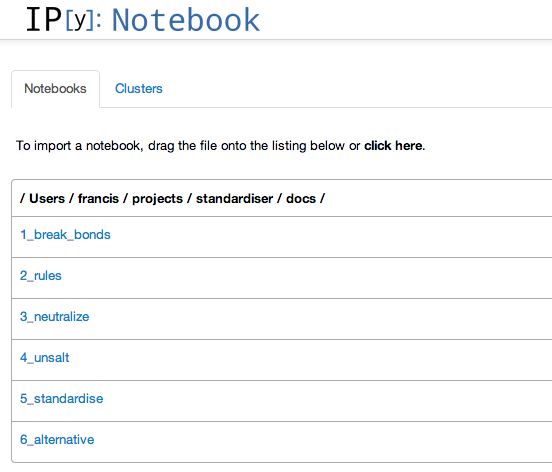 IP[y]: Notebook
Notebooks Clusters
To import a notebook, drag the file onto the listing below or click here.
/ Users / francis / projects / standardiser / docs /
1_break_bonds
2_rules
3_neutralize
4_unsalt
5_standardise
6_alternative